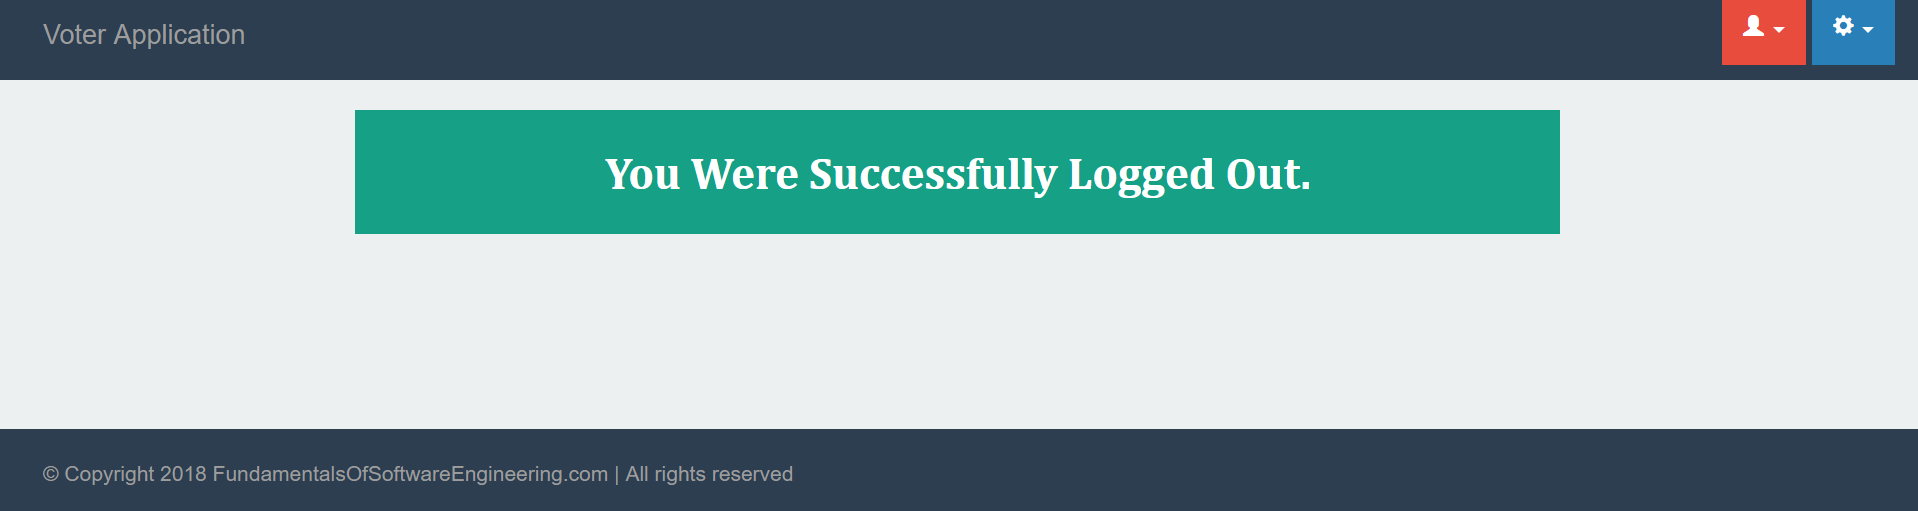 Voter Application
You Were Successfully Logged Out.
© Copyright 2018 FundamentalsOfSoftwareEngineering.com | All rights reserved